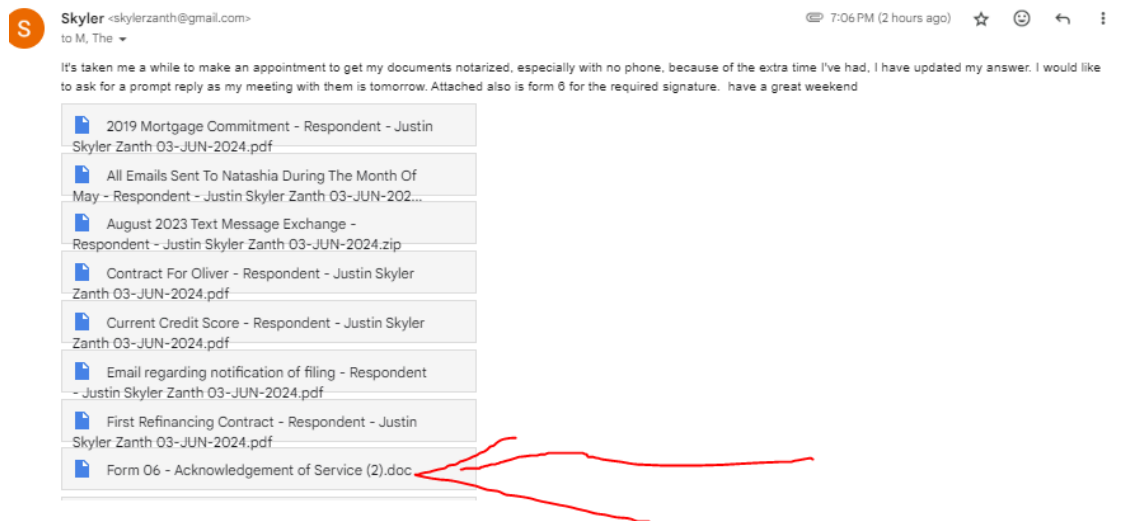 S
Skyler <skylerzanth@gmail.com>
7:06 PM (2 hours ago)
to M, The
It's taken me a while to make an appointment to get my documents notarized, especially with no phone, because of the extra time I've had, I have updated my answer. I would like
to ask for a prompt reply as my meeting with them is tomorrow. Attached also is form 6 for the required signature. have a great weekend
2019 Mortgage Commitment - Respondent - Justin
Skyler Zanth 03-JUN-2024.pdf
All Emails Sent To Natashia During The Month Of
May - Respondent - Justin Skyler Zanth 03-JUN-202...
August 2023 Text Message Exchange -
Respondent - Justin Skyler Zanth 03-JUN-2024.zip
Contract For Oliver - Respondent - Justin Skyler
Zanth 03-JUN-2024.pdf
Current Credit Score - Respondent - Justin Skyler
Zanth 03-JUN-2024.pdf
Email regarding notification of filing - Respondent
- Justin Skyler Zanth 03-JUN-2024.pdf
First Refinancing Contract - Respondent - Justin
Skyler Zanth 03-JUN-2024.pdf
Form 06 - Acknowledgement of Service (2).doc